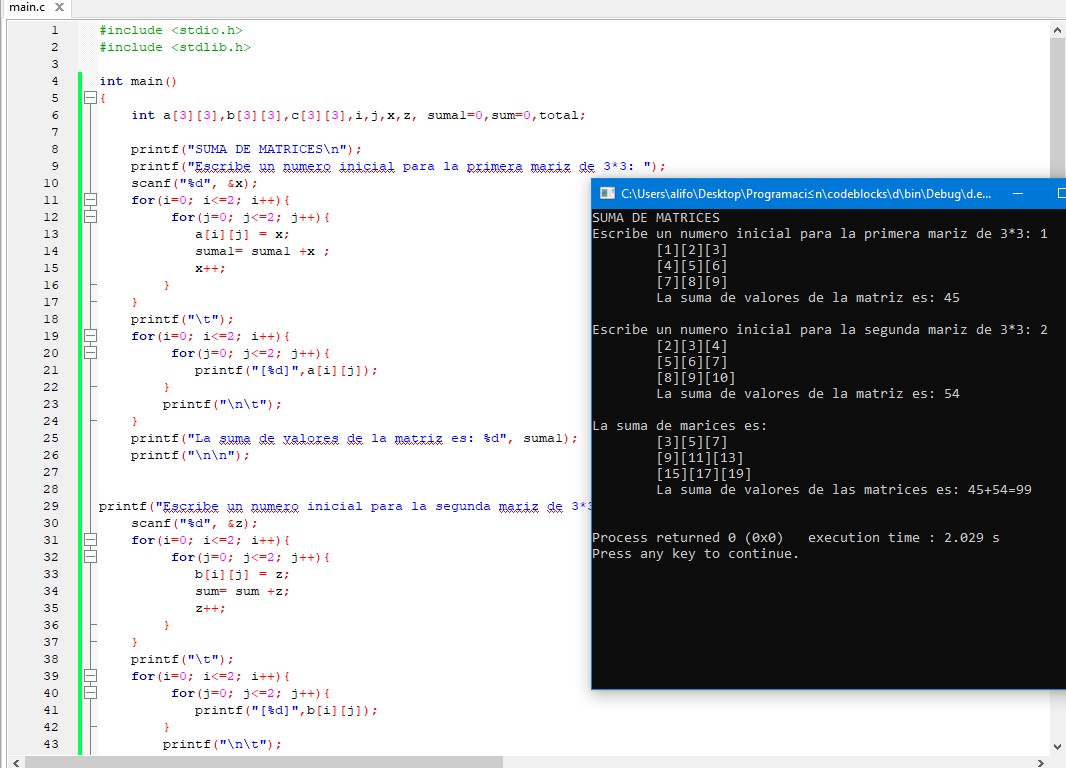 main.c X
1 #include <stdio.h>
2 #include <stdlib.h>
3
4 int main()
5 {
6 int a[3][3],b[3][3],c[3][3],i,j,x,z, sumal=0,sum=0,total;
7
8 printf("SUMA DE MATRICES\n");
9 printf("Escribe un numero inicial para la primera mariz de 3*3: ");
10 scanf("%d", &x);
11 for(i=0; i<=2; i++){
12 for(j=0; j<=2; j++){
13 a[i][j] = x;
14 sumal= sumal +x ;
15 x++;
16 }
17 }
18 printf("\t");
19 for(i=0; i<=2; i++){
20 for(j=0; j<=2; j++){
21 printf("[%d]",a[i][j]);
22 }
23 printf("\n\t");
24 }
25 printf("La suma de valores de la matriz es: %d", sumal);
26 printf("\n\n");
27
28
29 printf("Escribe un numero inicial para la segunda mariz de 3*3
30 scanf("%d", &z);
31 for(i=0; i<=2; i++){
32 for(j=0; j<=2; j++){
33 b[i][j] = z;
34 sum= sum +z;
35 z++;
36 }
37 }
38 printf("\t");
39 for(i=0; i<=2; i++){
40 for(j=0; j<=2; j++){
41 printf("[%d]",b[i][j]);
42 }
43 printf("\n\t");
C:\Users\alifo\Desktop\Programaci≤n\codeblocks\d\bin\Debug\d.e...
SUMA DE MATRICES
Escribe un numero inicial para la primera mariz de 3*3: 1
[1][2][3]
[4][5][6]
[7][8][9]
La suma de valores de la matriz es: 45
Escribe un numero inicial para la segunda mariz de 3*3: 2
[2][3][4]
[5][6][7]
[8][9][10]
La suma de valores de la matriz es: 54
La suma de marices es:
[3][5][7]
[9][11][13]
[15][17][19]
La suma de valores de las matrices es: 45+54=99
Process returned 0 (0x0) execution time : 2.029 s
Press any key to continue.